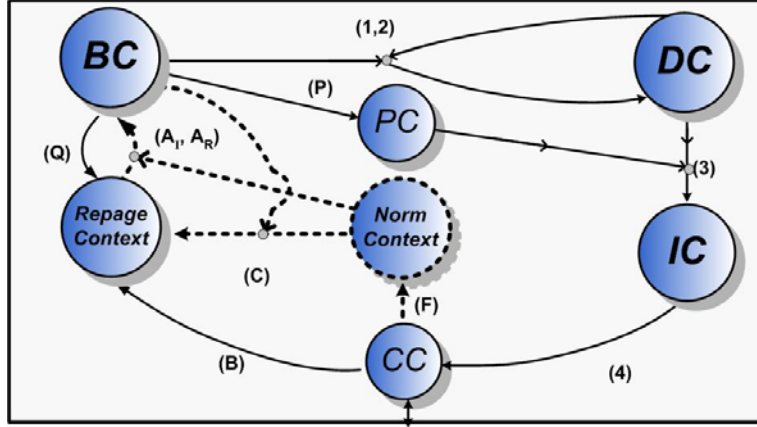 BC
(1,2)
DC
(P)
PC
(Q)
(A_I, A_R)
(3)
Repage
Context
Norm
Context
IC
(C)
(F)
(B)
CC
(4)